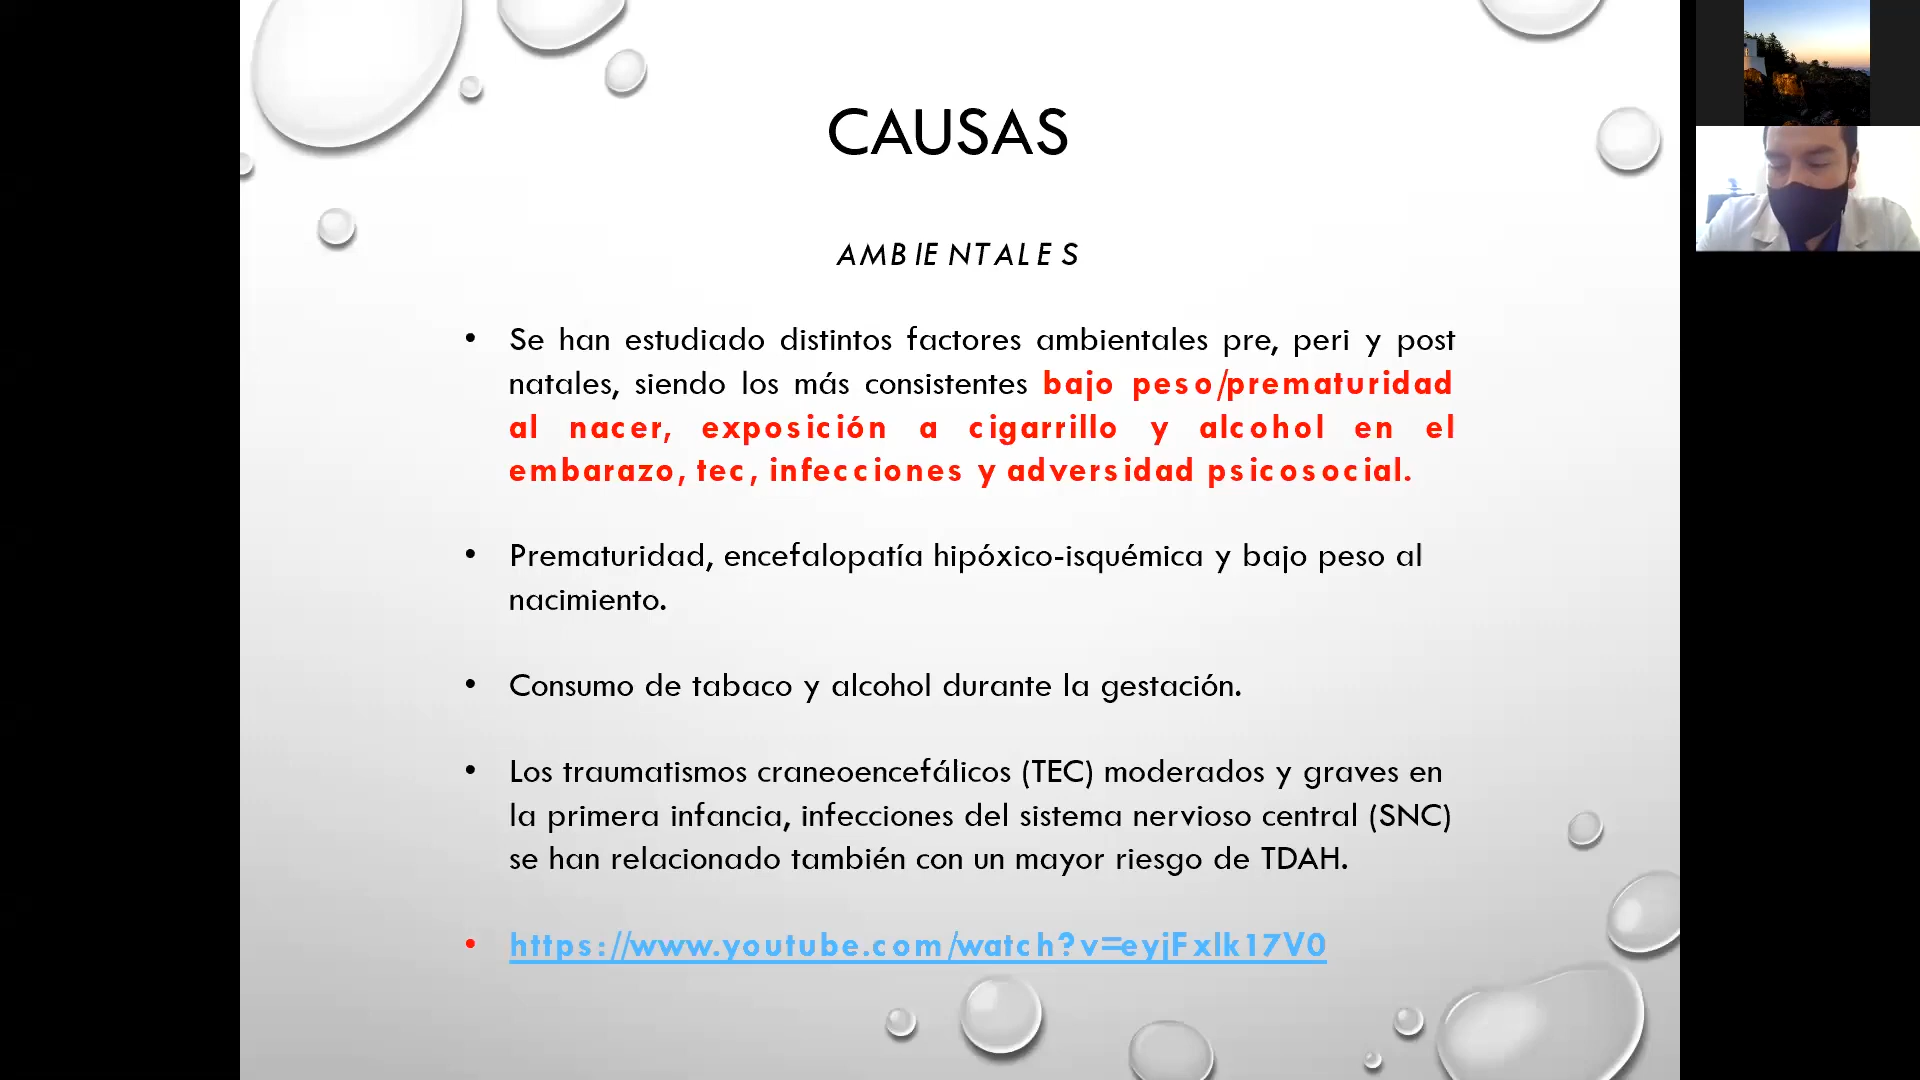 CAUSAS
AMBIENTALES
• Se han estudiado distintos factores ambientales pre, peri y post
natales, siendo los más consistentes bajo peso/prematuridad
al nacer, exposición a cigarrillo y alcohol en el
embarazo, tec, infecciones y adversidad psicosocial.
• Prematuridad, encefalopatía hipóxico-isquémica y bajo peso al
nacimiento.
• Consumo de tabaco y alcohol durante la gestación.
• Los traumatismos craneoencefálicos (TEC) moderados y graves en
la primera infancia, infecciones del sistema nervioso central (SNC)
se han relacionado también con un mayor riesgo de TDAH.
• https://www.youtube.com/watch?v=eyjFxlk17V0